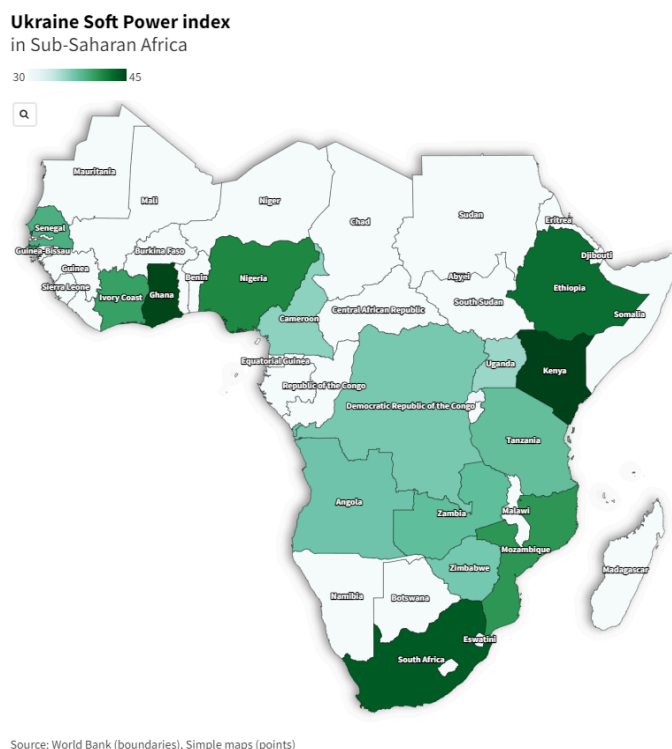 Ukraine Soft Power index
in Sub-Saharan Africa
30 45
Mauritania
Mali
Niger
Chad
Sudan
Eritrea
Senegal
Guinea-Bissau
Burkina Faso
Djibouti
Guinea
Benin
Nigeria
Abyei
Ethiopia
Sierra Leone
Ivory Coast
Ghana
South Sudan
Central African Republic
Somalia
Cameroon
Equatorial Guinea
Uganda
Kenya
Republic of the Congo
Democratic Republic of the Congo
Tanzania
Angola
Zambia
Malawi
Mozambique
Zimbabwe
Madagascar
Namibia
Botswana
Eswatini
South Africa
Source: World Bank (boundaries), Simple maps (points)